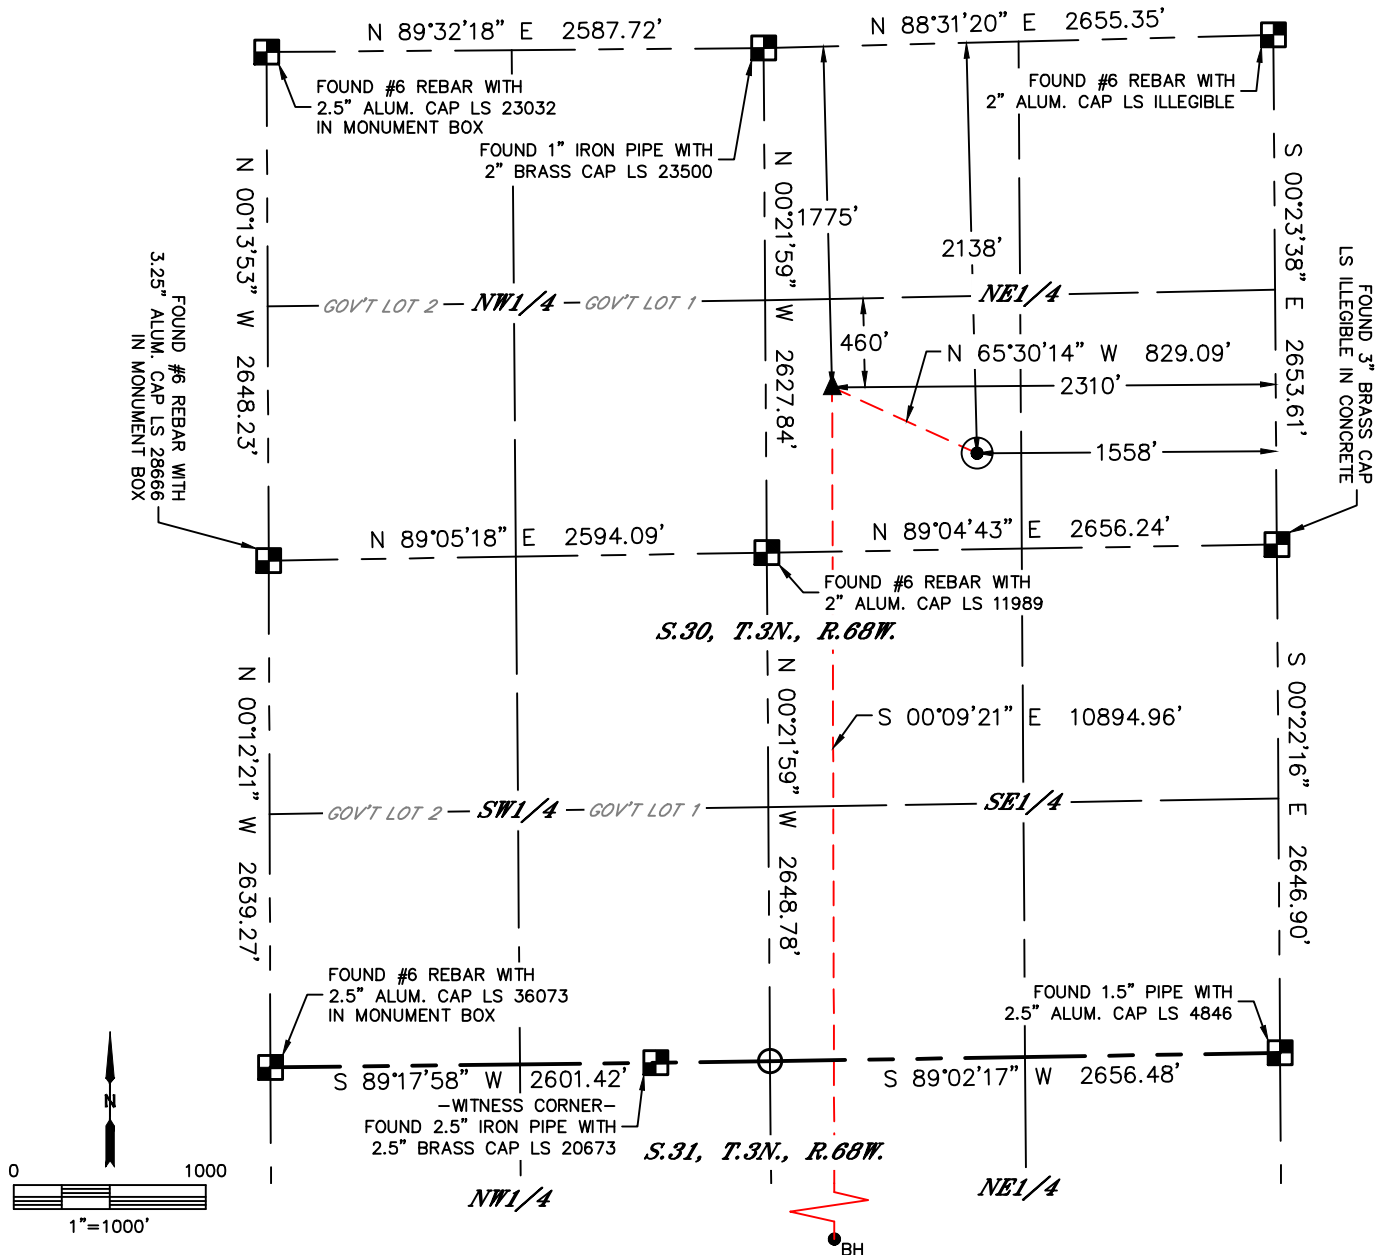 N 89°32'18" E 2587.72'
N 88°31'20" E 2655.35'
FOUND #6 REBAR WITH
2.5" ALUM. CAP LS 23032
IN MONUMENT BOX
FOUND #6 REBAR WITH
2" ALUM. CAP LS ILLEGIBLE
FOUND 1" IRON PIPE WITH
2" BRASS CAP LS 23500
N 00°13'53" W 2648.23'
N 00°21'59" W 2627.84'
S 00°23'38" E 2653.61'
1775'
2138'
FOUND 3" BRASS CAP
LS ILLEGIBLE IN CONCRETE
FOUND #6 REBAR WITH
3.25" ALUM. CAP LS 28666
IN MONUMENT BOX
GOV'T LOT 2
NW1/4
GOV'T LOT 1
NE1/4
460'
N 65°30'14" W 829.09'
2310'
1558'
N 89°05'18" E 2594.09'
N 89°04'43" E 2656.24'
FOUND #6 REBAR WITH
2" ALUM. CAP LS 11989
S.30, T.3N., R.68W.
N 00°12'21" W 2639.27'
N 00°21'59" W 2648.78'
S 00°22'16" E 2646.90'
S 00°09'21" E 10894.96'
GOV'T LOT 2
SW1/4
GOV'T LOT 1
SE1/4
FOUND #6 REBAR WITH
2.5" ALUM. CAP LS 36073
IN MONUMENT BOX
FOUND 1.5" PIPE WITH
2.5" ALUM. CAP LS 4846
S 89°17'58" W 2601.42'
S 89°02'17" W 2656.48'
-WITNESS CORNER-
FOUND 2.5" IRON PIPE WITH
2.5" BRASS CAP LS 20673
S.31, T.3N., R.68W.
N
0 1000
1"=1000'
NW1/4
NE1/4
BH